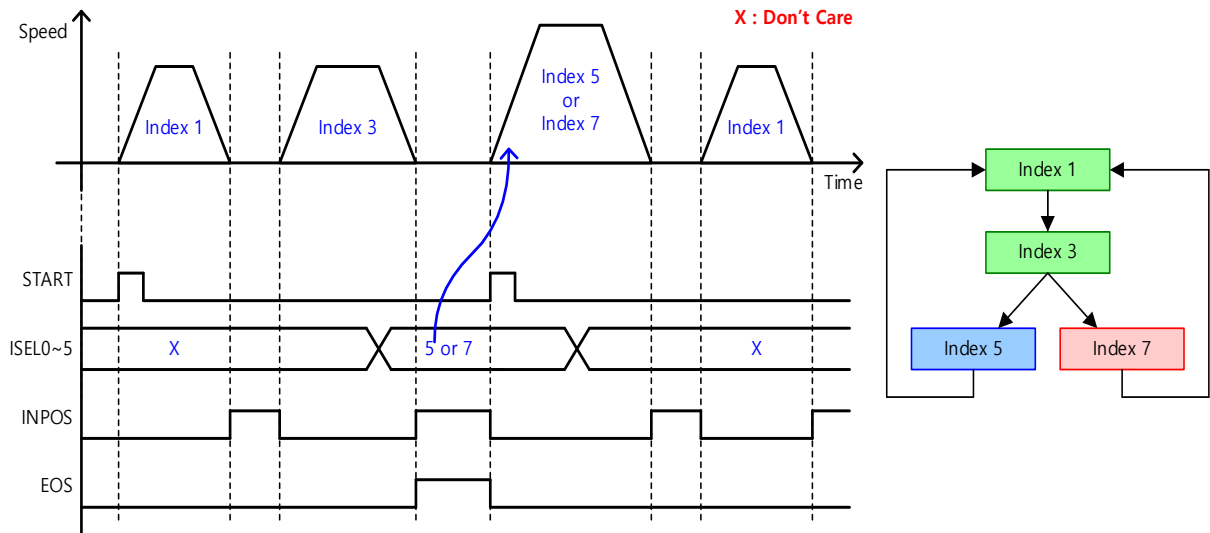 X : Don't Care
Speed
Index 1
Index 3
Index 5
or
Index 7
Index 1
Time
START
ISEL0~5
X
5 or 7
X
INPOS
EOS
Index 1
Index 3
Index 5
Index 7